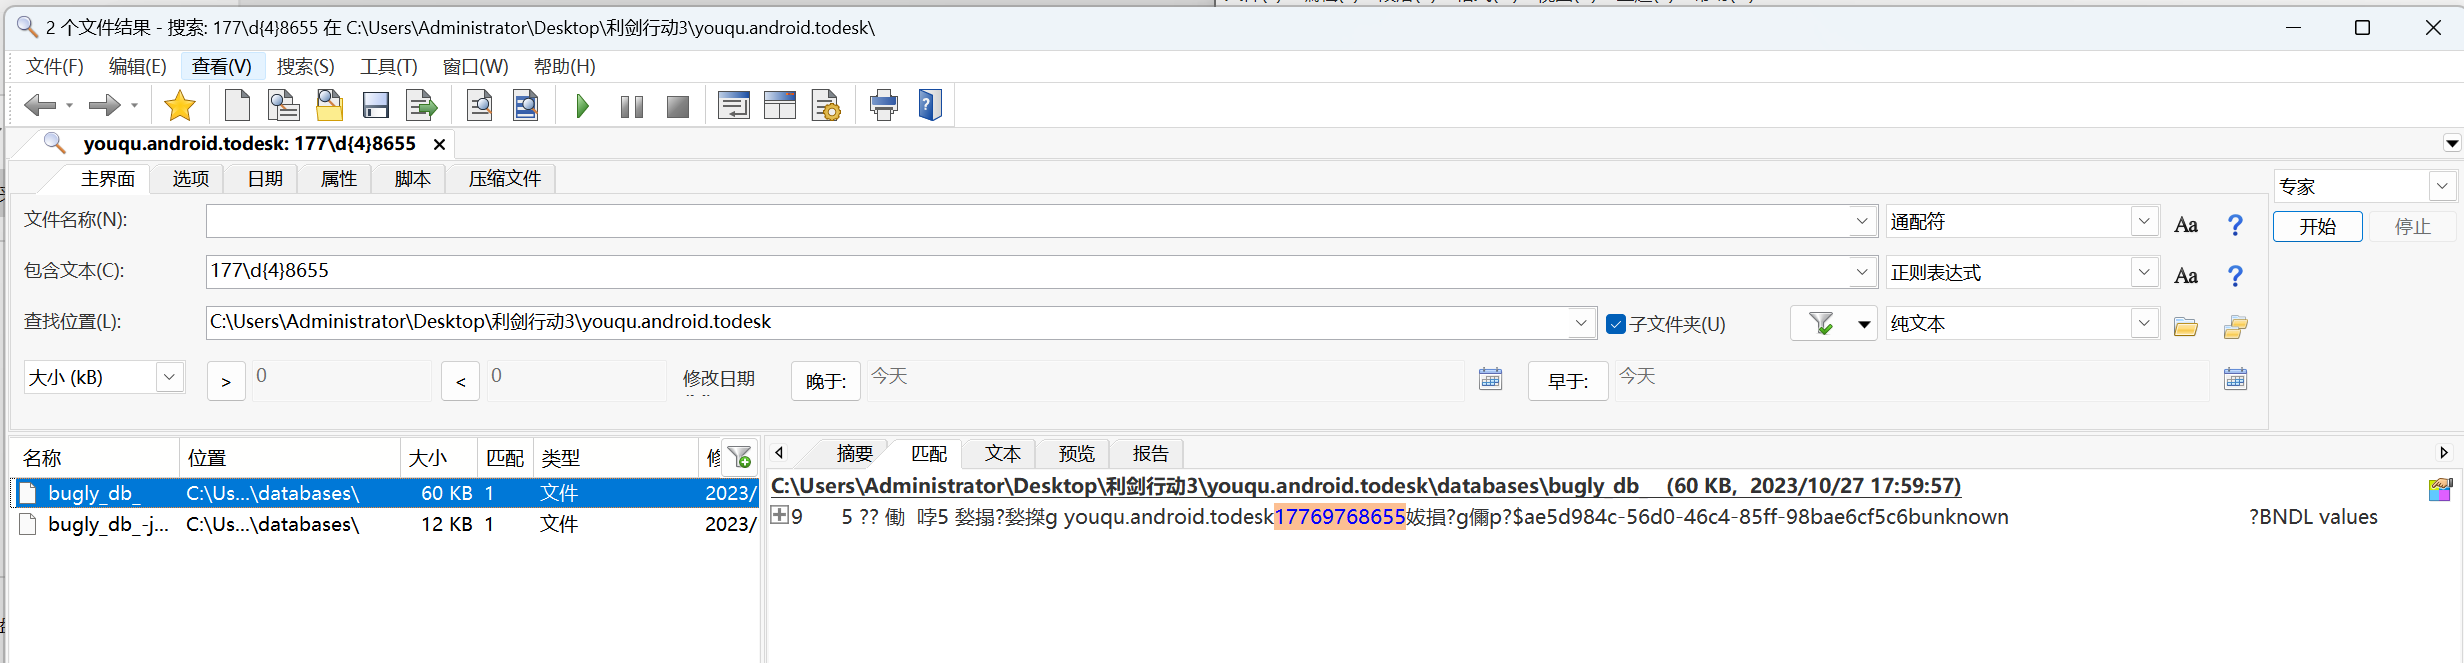 2 个文件结果 - 搜索: 177\d{4}8655 在 C:\Users\Administrator\Desktop\利剑行动3\youqu.android.todesk\
文件(F) 编辑(E) 查看(V) 搜索(S) 工具(T) 窗口(W) 帮助(H)
youqu.android.todesk: 177\d{4}8655
主界面 选项 日期 属性 脚本 压缩文件
专家
文件名称(N): 通配符 Aa ?
开始 停止
包含文本(C): 177\d{4}8655 正则表达式 Aa ?
查找位置(L): C:\Users\Administrator\Desktop\利剑行动3\youqu.android.todesk 子文件夹(U) 纯文本
大小 (kB) > 0 < 0 修改日期 晚于: 今天 早于: 今天
名称 位置 大小 匹配 类型 修
摘要 匹配 文本 预览 报告
bugly_db_ C:\Us...\databases\ 60 KB 1 文件 2023/
C:\Users\Administrator\Desktop\利剑行动3\youqu.android.todesk\databases\bugly_db_ (60 KB, 2023/10/27 17:59:57)
bugly_db_-j... C:\Us...\databases\ 12 KB 1 文件 2023/
9 5 ?? 働 哱5 婺搨?婺搩g youqu.android.todesk17769768655妭損?g儞p?$ae5d984c-56d0-46c4-85ff-98bae6cf5c6bunknown ?BNDL values